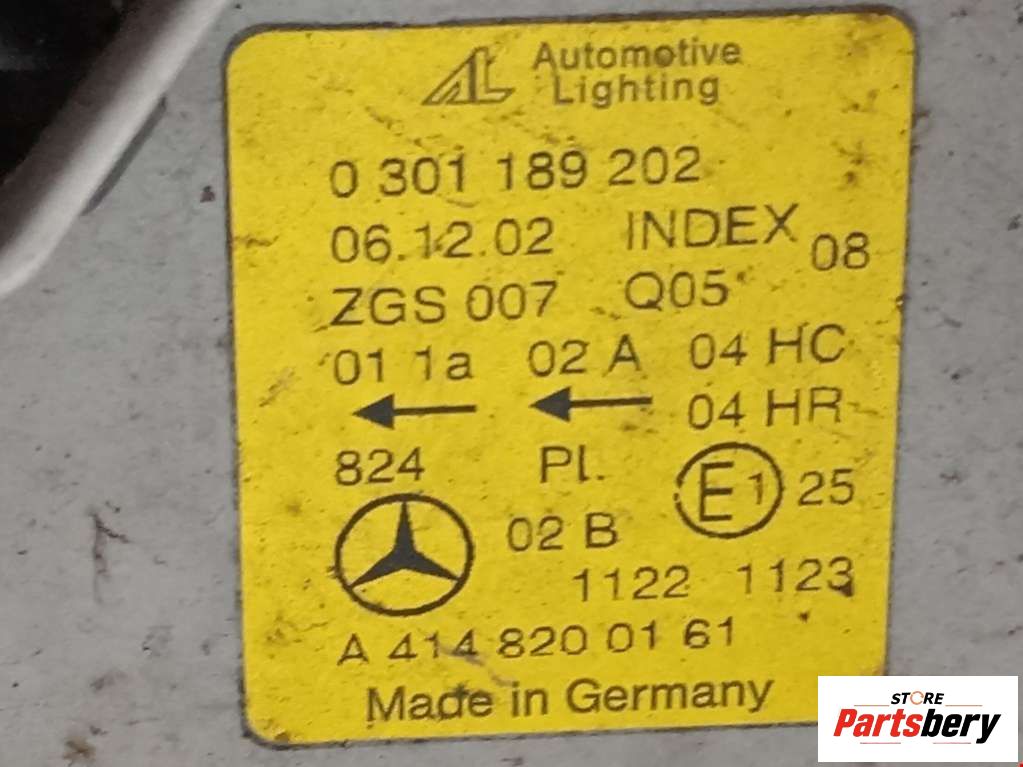 AL Automotive
Lighting
0 301 189 202
06.12.02 INDEX 08
ZGS 007 Q05
01 1a 02 A 04 HC
04 HR
824 Pl. E1 25
02 B
1122 1123
A 414 820 01 61
Made in Germany
STORE
Partsbery